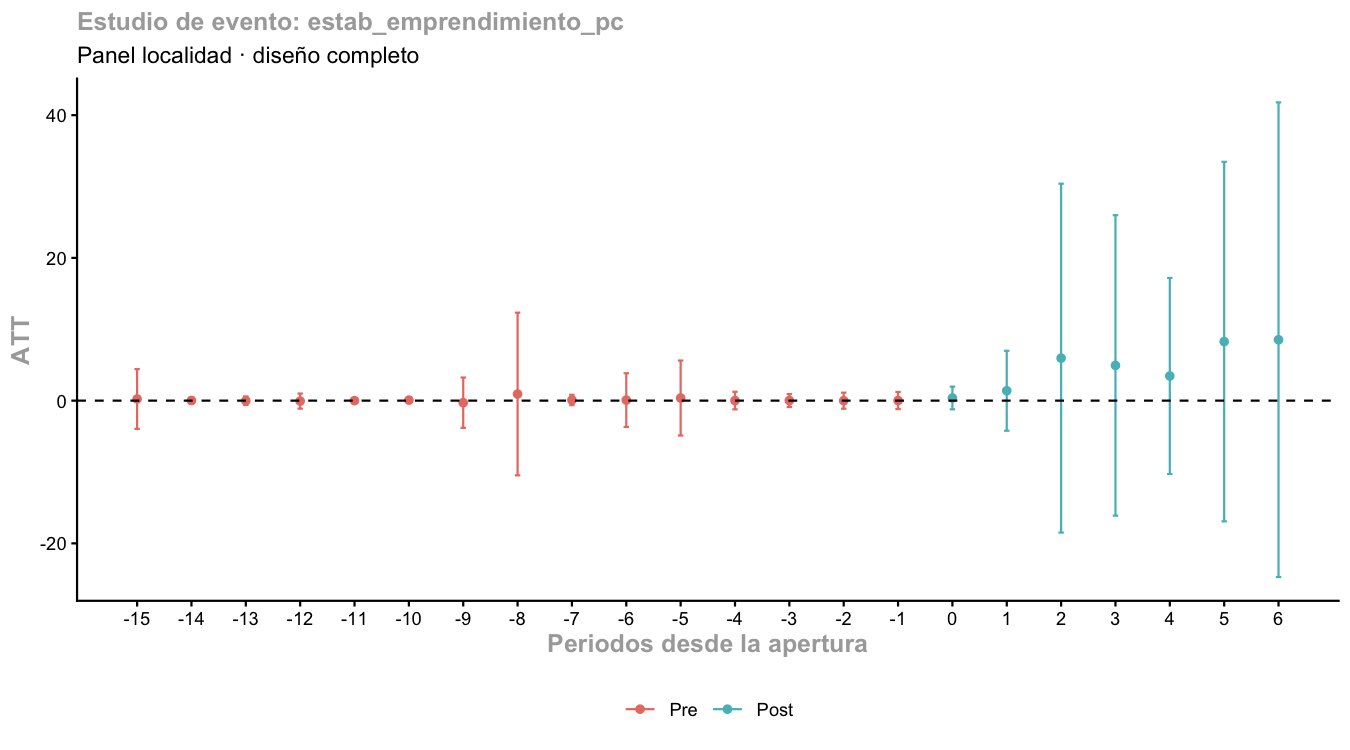 Estudio de evento: estab_emprendimiento_pc
Panel localidad · diseño completo
ATT
40
20
0
-20
-15 -14 -13 -12 -11 -10 -9 -8 -7 -6 -5 -4 -3 -2 -1 0 1 2 3 4 5 6
Periodos desde la apertura
Pre Post